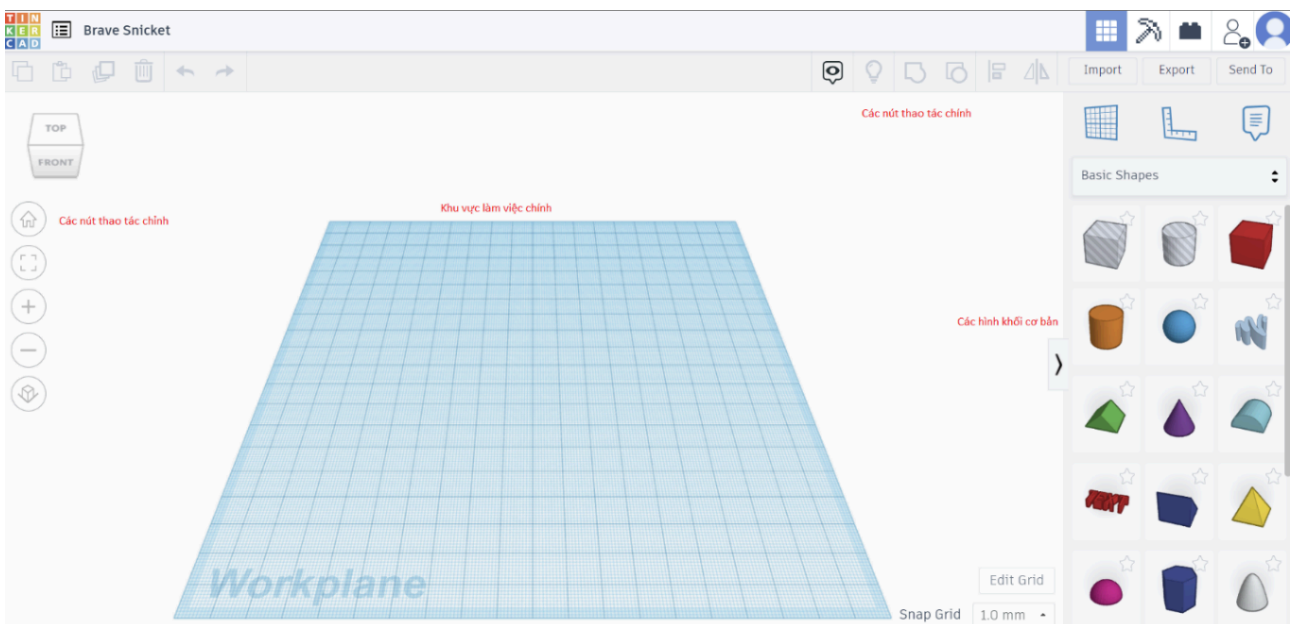 TIN
KER
CAD
Brave Snicket
Import
Export
Send To
Các nút thao tác chính
TOP
FRONT
Basic Shapes
Khu vực làm việc chính
Các nút thao tác chỉnh
Các hình khối cơ bản
TEXT
Workplane
Edit Grid
Snap Grid
1.0 mm